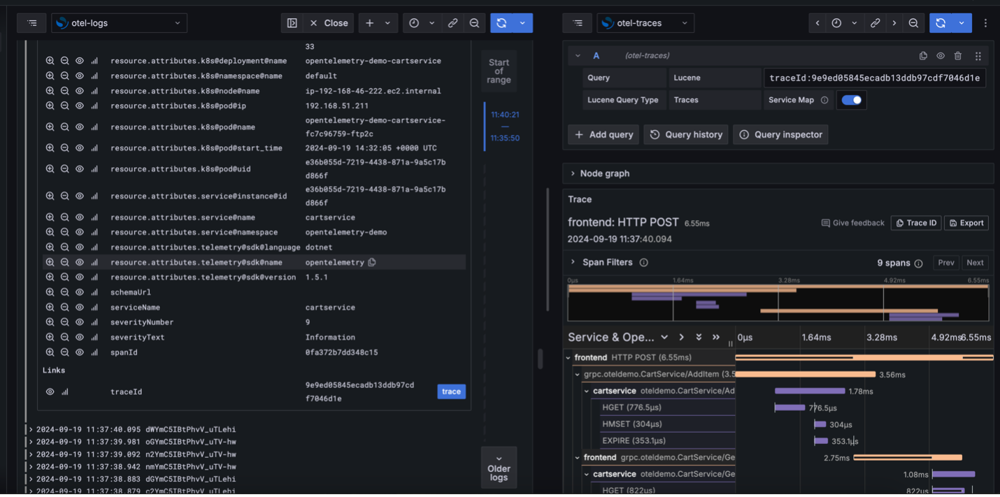 otel-logs
Close
33
resource.attributes.k8s@deployment@name opentelemetry-demo-cartservice
resource.attributes.k8s@namespace@name default
resource.attributes.k8s@node@name ip-192-168-46-222.ec2.internal
resource.attributes.k8s@pod@ip 192.168.51.211
resource.attributes.k8s@pod@name opentelemetry-demo-cartservice-
fc7c96759-ftp2c
resource.attributes.k8s@pod@start_time 2024-09-19 14:32:05 +0000 UTC
resource.attributes.k8s@pod@uid e36b055d-7219-4438-871a-9a5c17b
d866f
resource.attributes.service@instance@id e36b055d-7219-4438-871a-9a5c17b
d866f
resource.attributes.service@name cartservice
resource.attributes.service@namespace opentelemetry-demo
resource.attributes.telemetry@sdk@language dotnet
resource.attributes.telemetry@sdk@name opentelemetry
resource.attributes.telemetry@sdk@version 1.5.1
schemaUrl
serviceName cartservice
severityNumber 9
severityText Information
spanId 0fa372b7dd348c15
Links
traceId 9e9ed05845ecadb13ddb97cd
f7046d1e
trace
2024-09-19 11:37:40.095 dWYmC5IBtPhvV_uTLehi
2024-09-19 11:37:39.981 oGYmC5IBtPhvV_uTV-hw
2024-09-19 11:37:39.092 n2YmC5IBtPhvV_uTV-hw
2024-09-19 11:37:38.942 nmYmC5IBtPhvV_uTV-hw
2024-09-19 11:37:38.883 dGYmC5IBtPhvV_uTLehi
2024-09-19 11:37:38.879 c2YmC5IBtPhvV_uTLehi
Start
of
range
11:40:21
—
11:35:50
Older
logs
otel-traces
A (otel-traces)
Query Lucene traceId:9e9ed05845ecadb13ddb97cdf7046d1e
Lucene Query Type Traces Service Map
Add query Query history Query inspector
Node graph
Trace
frontend: HTTP POST 6.55ms Give feedback Trace ID Export
2024-09-19 11:37:40.094
Span Filters 9 spans Prev Next
0µs 1.64ms 3.28ms 4.92ms 6.55ms
Service & Ope... 0µs 1.64ms 3.28ms 4.92ms 6.55ms
frontend HTTP POST (6.55ms)
grpc.oteldemo.CartService/AddItem (3.5 3.56ms
cartservice oteldemo.CartService/Ad 1.78ms
HGET (776.5µs) 776.5µs
HMSET (304µs) 304µs
EXPIRE (353.1µs) 353.1µs
frontend grpc.oteldemo.CartService/Ge 2.75ms
cartservice oteldemo.CartService/Ge 1.08ms
HGET (822µs) 822µs